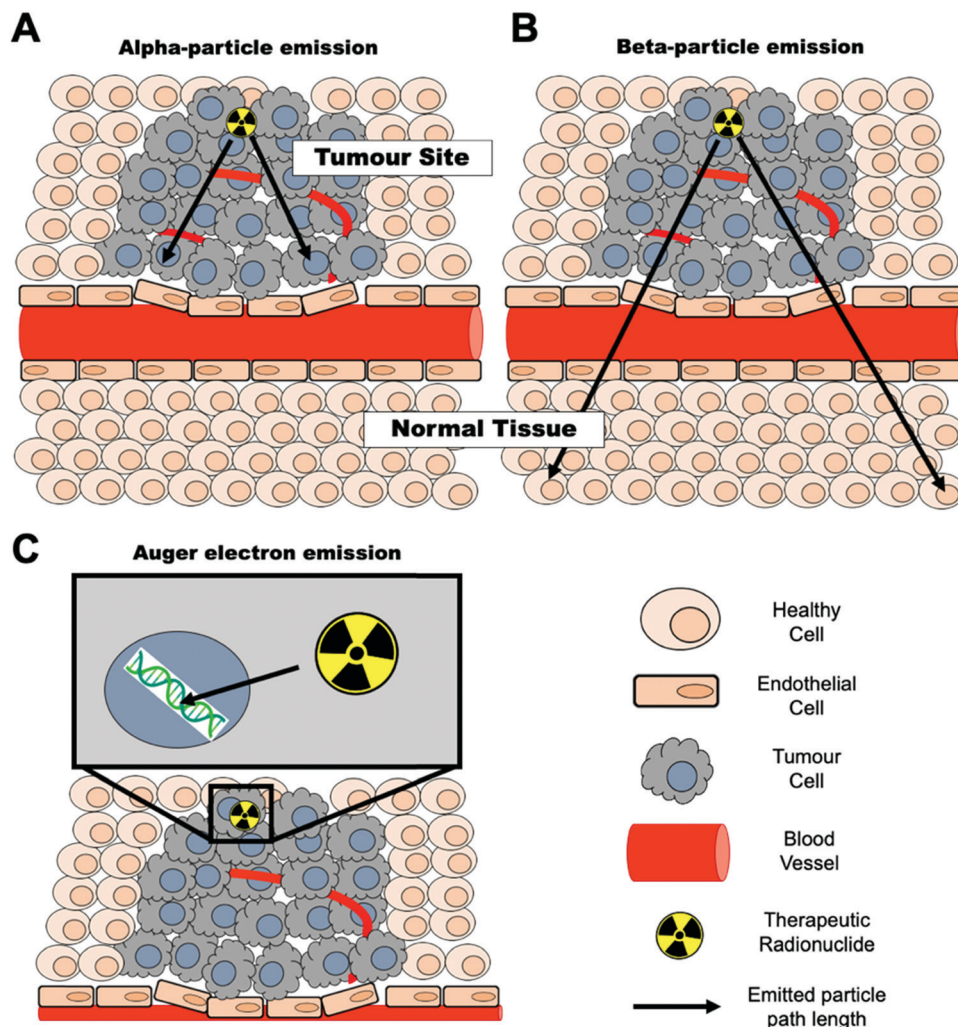 A
Alpha-particle emission
Tumour Site
B
Beta-particle emission
Normal Tissue
C
Auger electron emission
Healthy
Cell
Endothelial
Cell
Tumour
Cell
Blood
Vessel
Therapeutic
Radionuclide
Emitted particle
path length